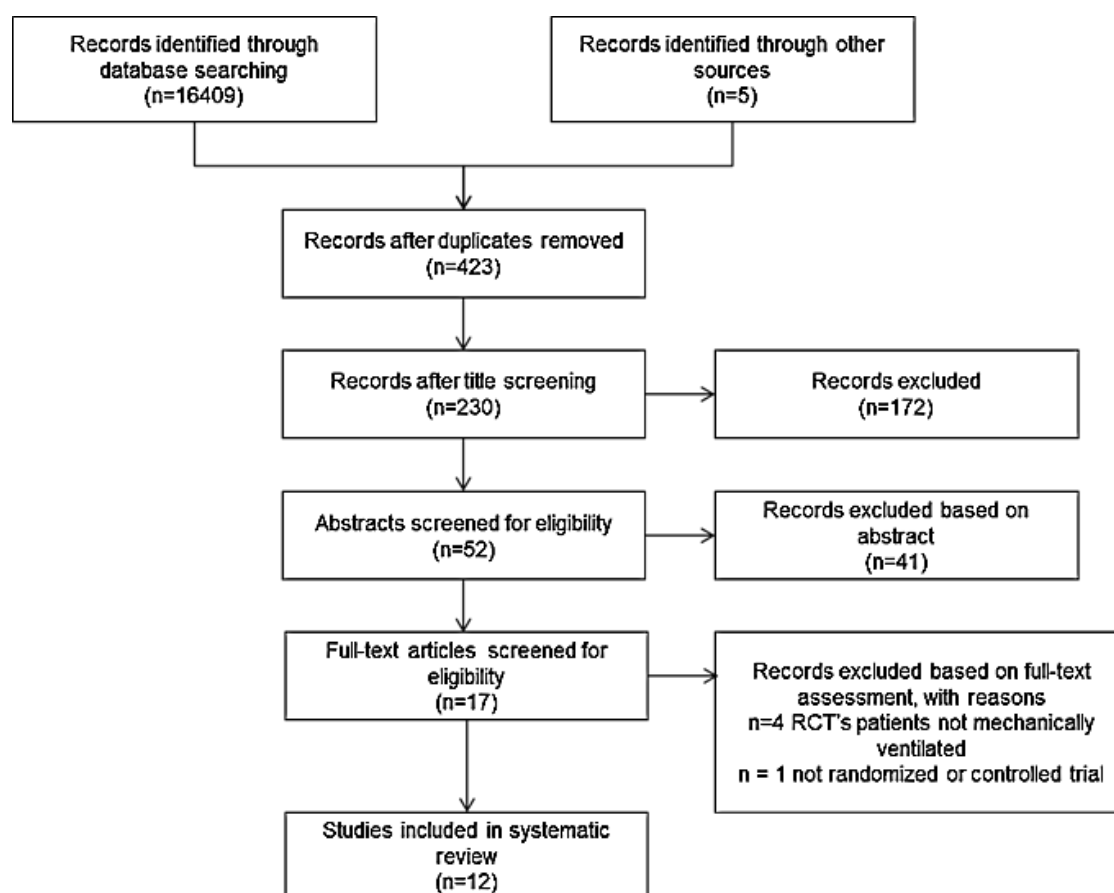 Records identified through
database searching
(n=16409)
Records identified through other
sources
(n=5)
Records after duplicates removed
(n=423)
Records after title screening
(n=230)
Records excluded
(n=172)
Abstracts screened for eligibility
(n=52)
Records excluded based on
abstract
(n=41)
Full-text articles screened for
eligibility
(n=17)
Records excluded based on full-text
assessment, with reasons
n=4 RCT's patients not mechanically
ventilated
n = 1 not randomized or controlled trial
Studies included in systematic
review
(n=12)